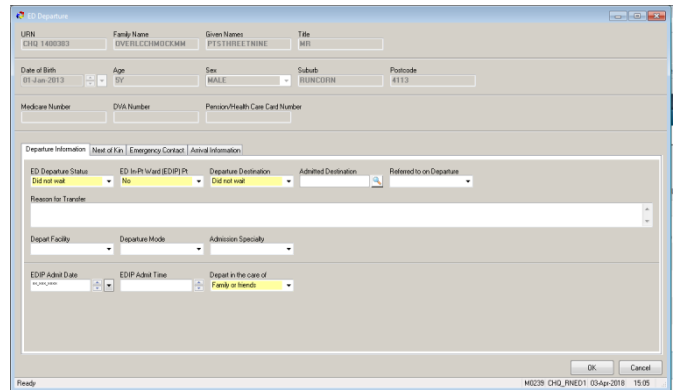 ED Departure
URN Family Name Given Names Title
CHQ 1400383 OVERLCCHMOCKMM PTSTHREETNINE MR
Date of Birth Age Sex Suburb Postcode
01-Jan-2013 5Y MALE RUNCORN 4113
Medicare Number DVA Number Pension/Health Care Card Number
Departure Information Next of Kin Emergency Contact Arrival Information
ED Departure Status ED In-Pt Ward (EDIP) Pt Departure Destination Admitted Destination Referred to on Departure
Did not wait No Did not wait
Reason for Transfer
Depart Facility Departure Mode Admission Specialty
EDIP Admit Date EDIP Admit Time Depart in the care of
**-***-**** Family or friends
OK Cancel
Ready M0239 CHQ_RNED1 03-Apr-2018 15:05